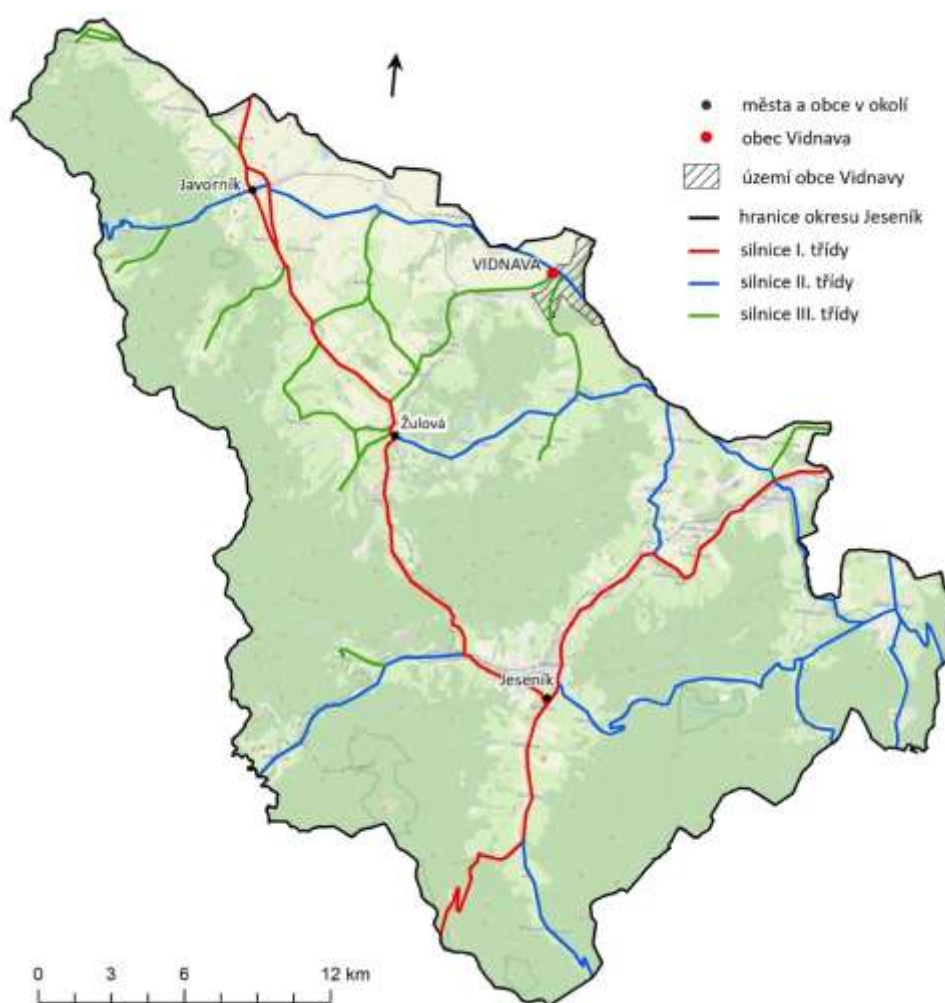 města a obce v okolí
obec Vidnava
území obce Vidnavy
hranice okresu Jeseník
silnice I. třídy
silnice II. třídy
silnice III. třídy
Javorník
VIDNAVA
Žulová
Jeseník
0 3 6 12 km